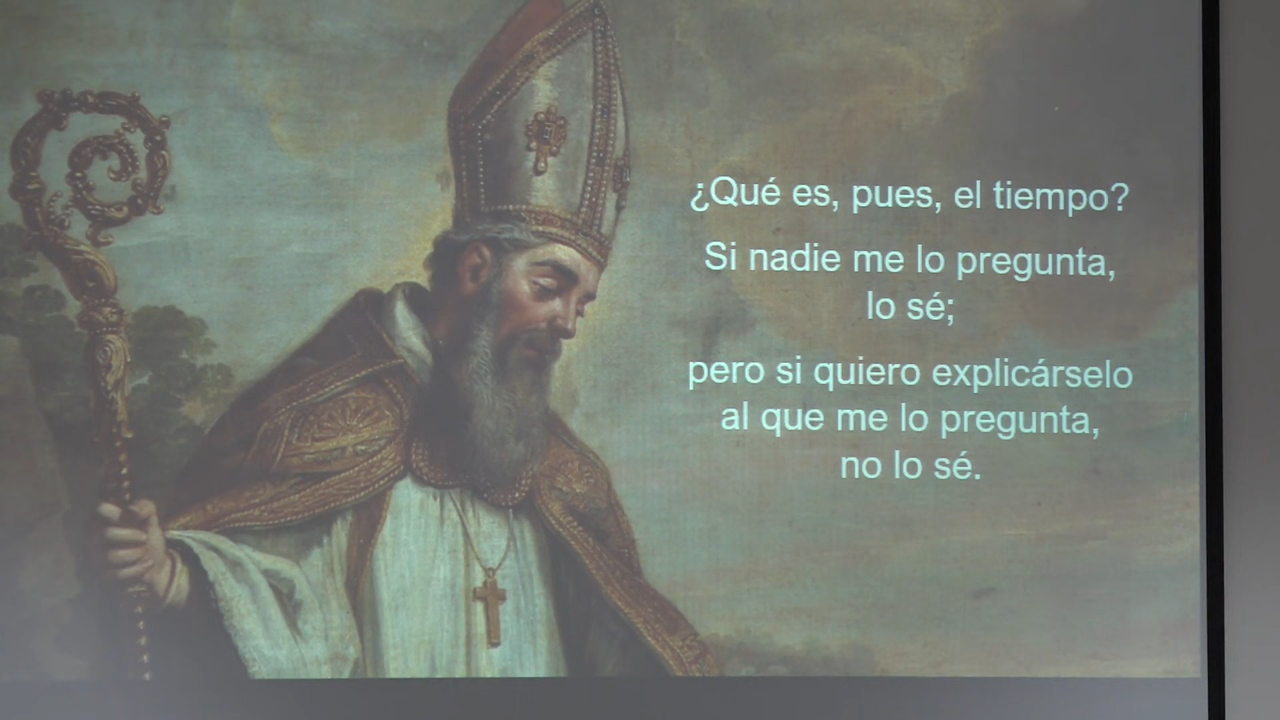 ¿Qué es, pues, el tiempo?
Si nadie me lo pregunta,
lo sé;
pero si quiero explicárselo
al que me lo pregunta,
no lo sé.